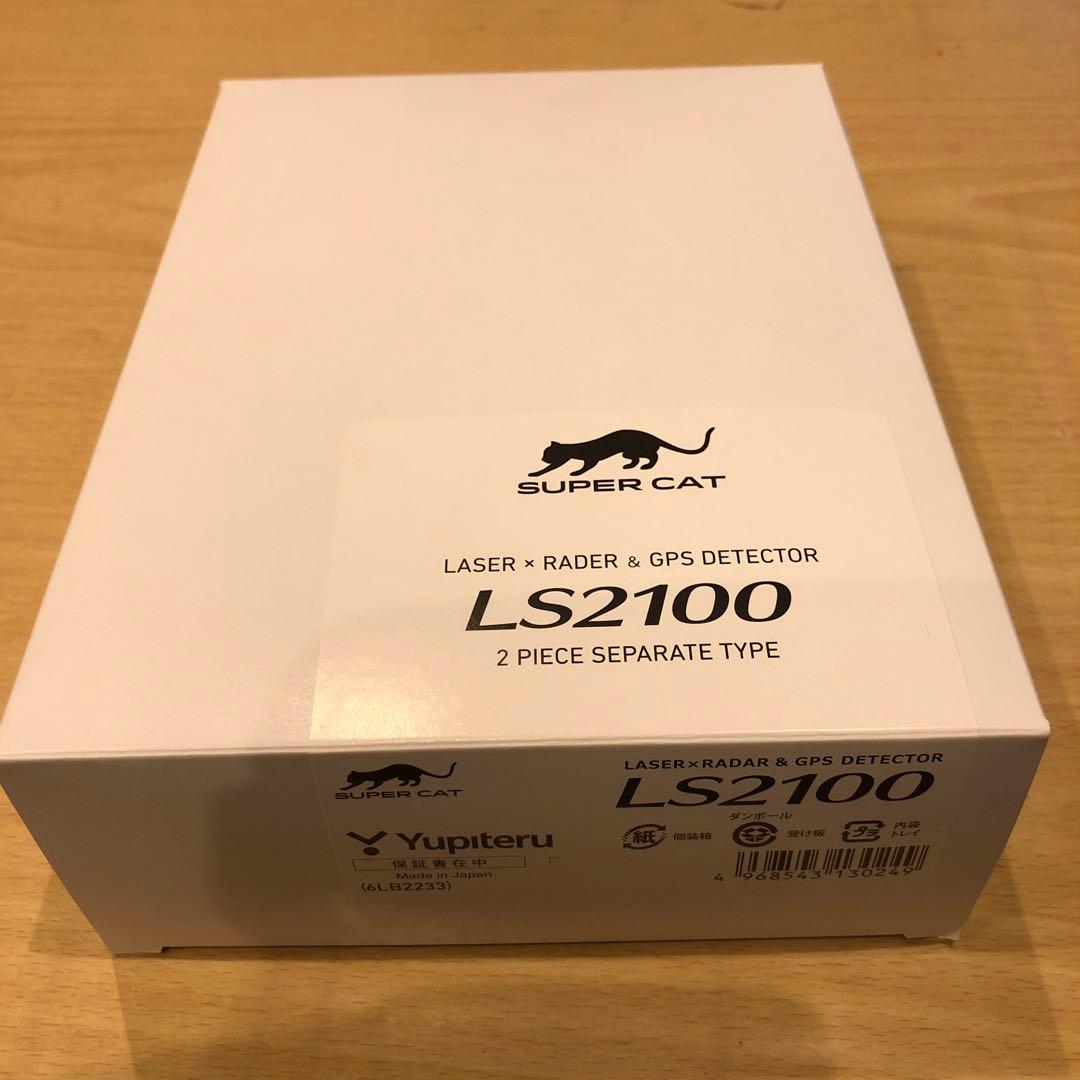 SUPER CAT
LASER × RADER & GPS DETECTOR
LS2100
2 PIECE SEPARATE TYPE
SUPER CAT
LASER×RADAR & GPS DETECTOR
LS2100
Yupiteru
保証書在中
Made in Japan
(6LB2233)
ダンボール
紙 個装箱 受け板 プラ 内袋
トレイ
4 968543 130249